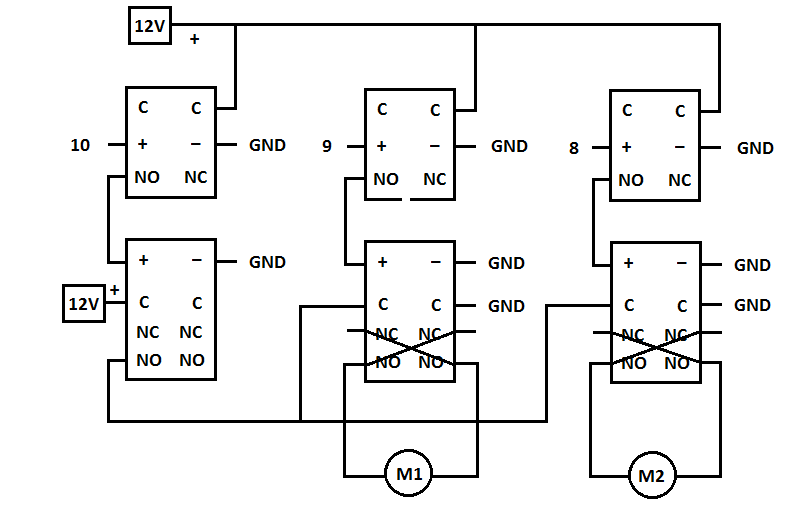 12V
+
C C C C C C
10 + − GND 9 + − GND 8 + − GND
NO NC NO NC NO NC
+ − GND + − GND + − GND
12V + C C C C GND C C GND
NC NC NC NC NC NC
NO NO NO NO NO NO
M1 M2